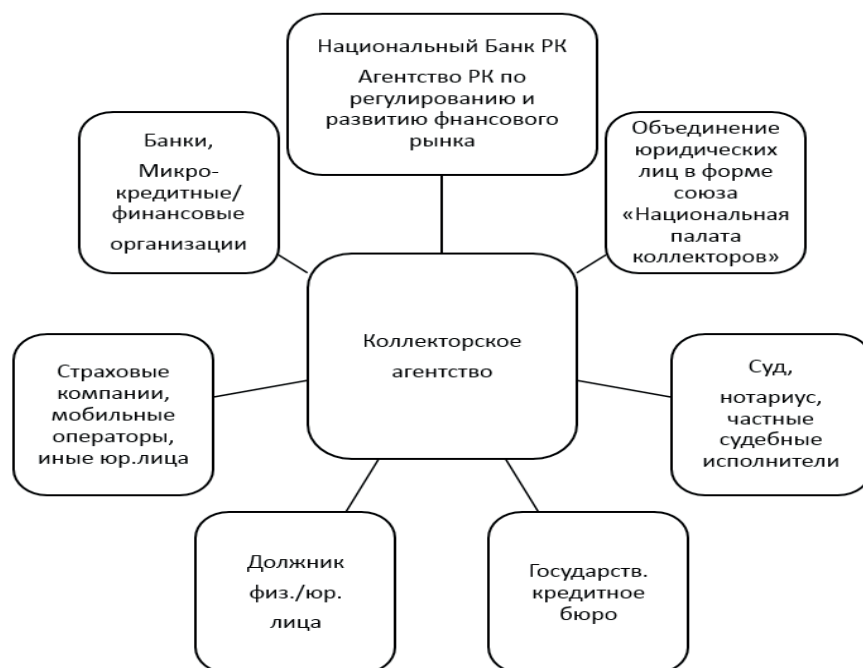 Национальный Банк РК
Агентство РК по
регулированию и
развитию фнансового
рынка
Банки,
Микро-
кредитные/
финансовые
организации
Объединение
юридических
лиц в форме
союза
«Национальная
палата
коллекторов»
Коллекторское
агентство
Страховые
компании,
мобильные
операторы,
иные юр.лица
Суд,
нотариус,
частные
судебные
исполнители
Должник
физ./юр.
лица
Государств.
кредитное
бюро